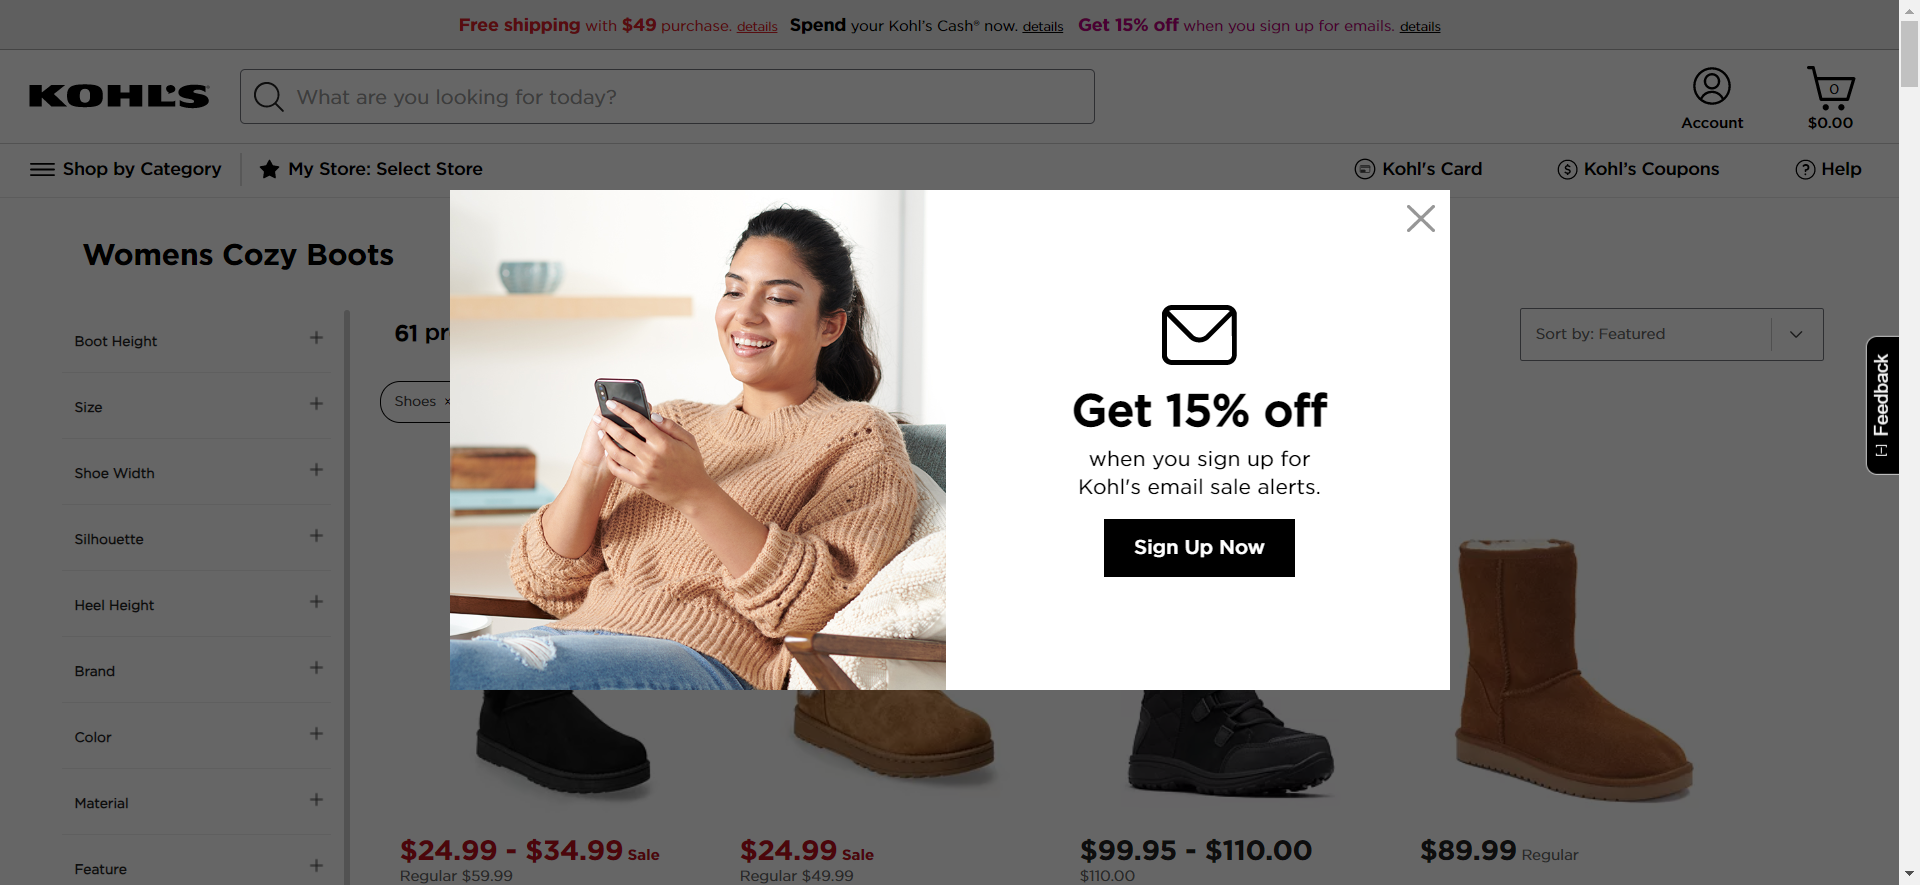 Free shipping with $49 purchase. details Spend your Kohl's Cash® now. details Get 15% off when you sign up for emails. details
KOHL'S
What are you looking for today?
0
Account
$0.00
Shop by Category
My Store: Select Store
Kohl's Card
Kohl's Coupons
Help
Womens Cozy Boots
Boot Height
Size
Shoe Width
Silhouette
Heel Height
Brand
Color
Material
Feature
61 pr
Sort by: Featured
Shoes ×
Get 15% off
when you sign up for
Kohl's email sale alerts.
Sign Up Now
[-] Feedback
$24.99 - $34.99 Sale
Regular $59.99
$24.99 Sale
Regular $49.99
$99.95 - $110.00
$110.00
$89.99 Regular